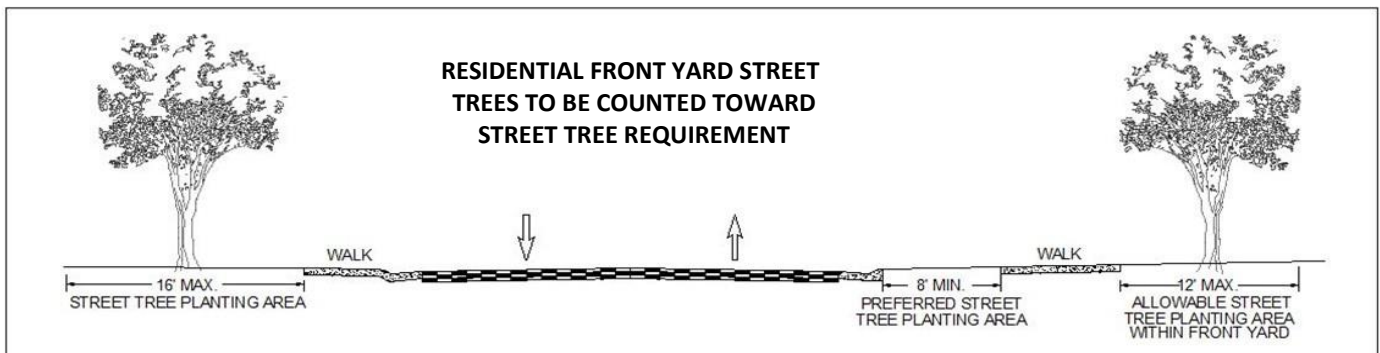 RESIDENTIAL FRONT YARD STREET
TREES TO BE COUNTED TOWARD
STREET TREE REQUIREMENT
WALK
16' MAX.
STREET TREE PLANTING AREA
8' MIN.
PREFERRED STREET
TREE PLANTING AREA
WALK
12' MAX.
ALLOWABLE STREET
TREE PLANTING AREA
WITHIN FRONT YARD